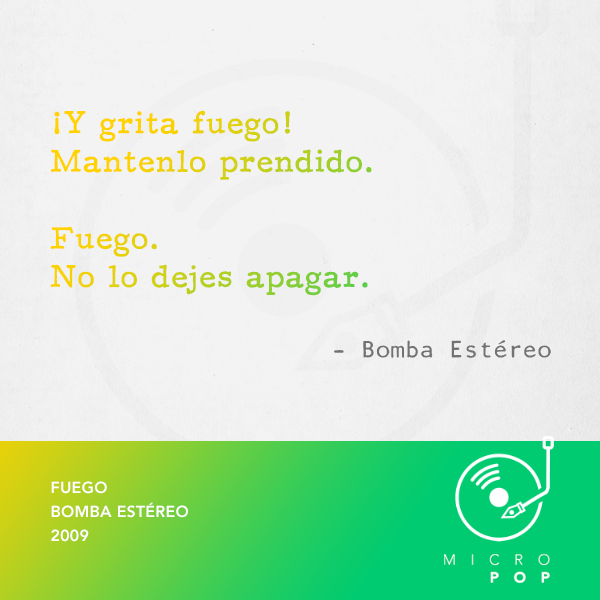 ¡Y grita fuego!
Mantenlo prendido.
Fuego.
No lo dejes apagar.
- Bomba Estéreo
FUEGO
BOMBA ESTÉREO
2009
MICRO
POP